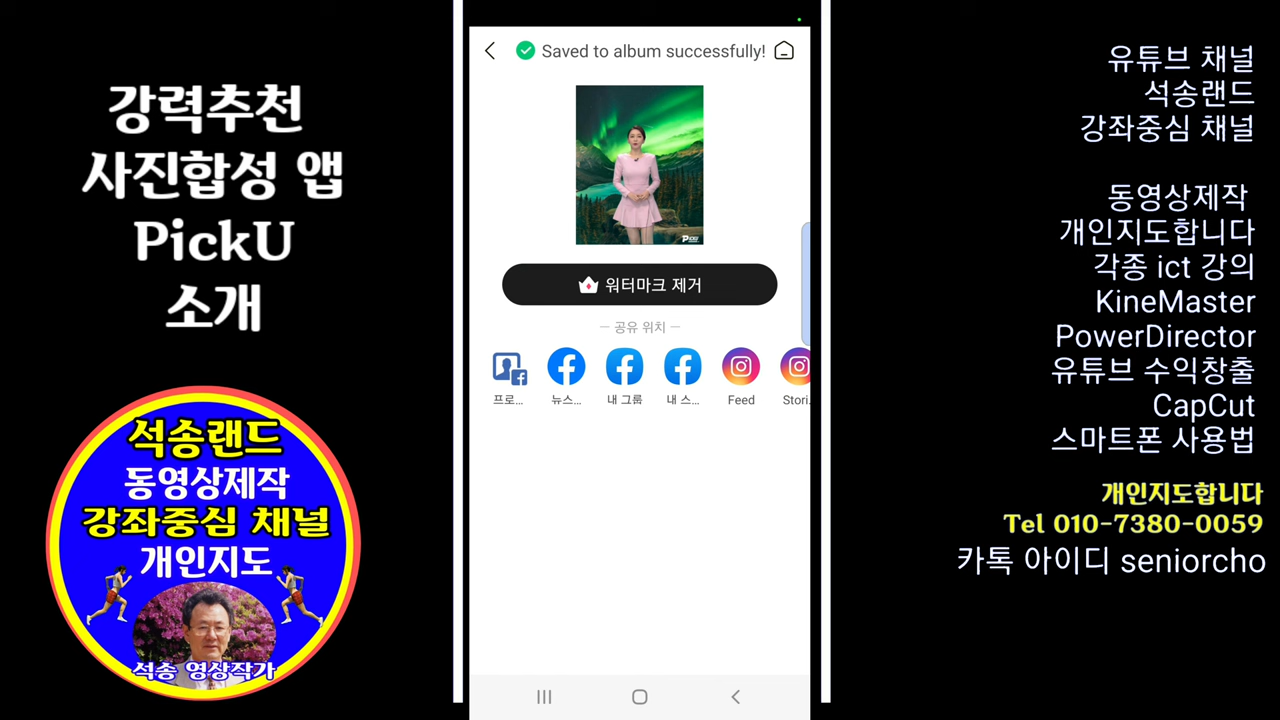 강력추천
사진합성 앱
PickU
소개
석송랜드
동영상제작
강좌중심 채널
개인지도
석송 영상작가
Saved to album successfully!
PICKU
워터마크 제거
공유 위치
프로...
뉴스...
내 그룹
내 스...
Feed
Stori.
유튜브 채널
석송랜드
강좌중심 채널
동영상제작
개인지도합니다
각종 ict 강의
KineMaster
PowerDirector
유튜브 수익창출
CapCut
스마트폰 사용법
개인지도합니다
Tel 010-7380-0059
카톡 아이디 seniorcho